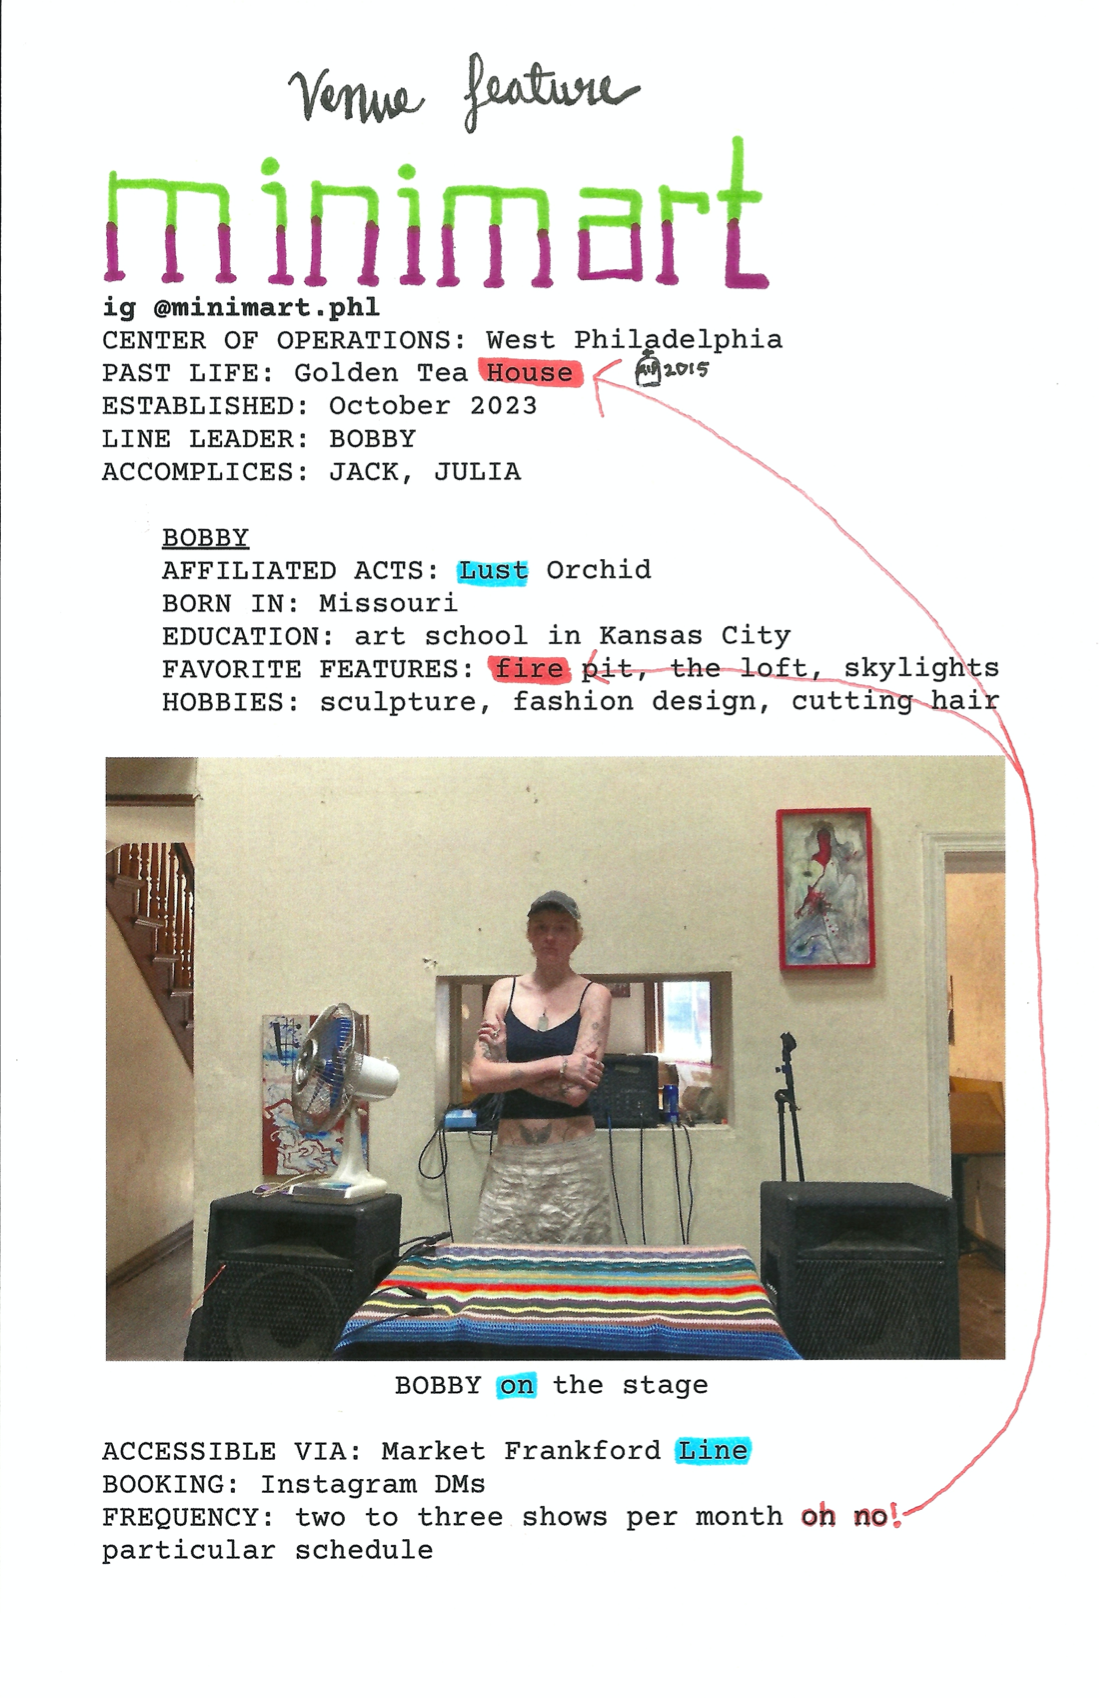 Venue feature
minimart
ig @minimart.phl
CENTER OF OPERATIONS: West Philadelphia
PAST LIFE: Golden Tea House RIP 2015
ESTABLISHED: October 2023
LINE LEADER: BOBBY
ACCOMPLICES: JACK, JULIA
BOBBY
AFFILIATED ACTS: Lust Orchid
BORN IN: Missouri
EDUCATION: art school in Kansas City
FAVORITE FEATURES: fire pit, the loft, skylights
HOBBIES: sculpture, fashion design, cutting hair
BOBBY on the stage
ACCESSIBLE VIA: Market Frankford Line
BOOKING: Instagram DMs
FREQUENCY: two to three shows per month oh no!
particular schedule